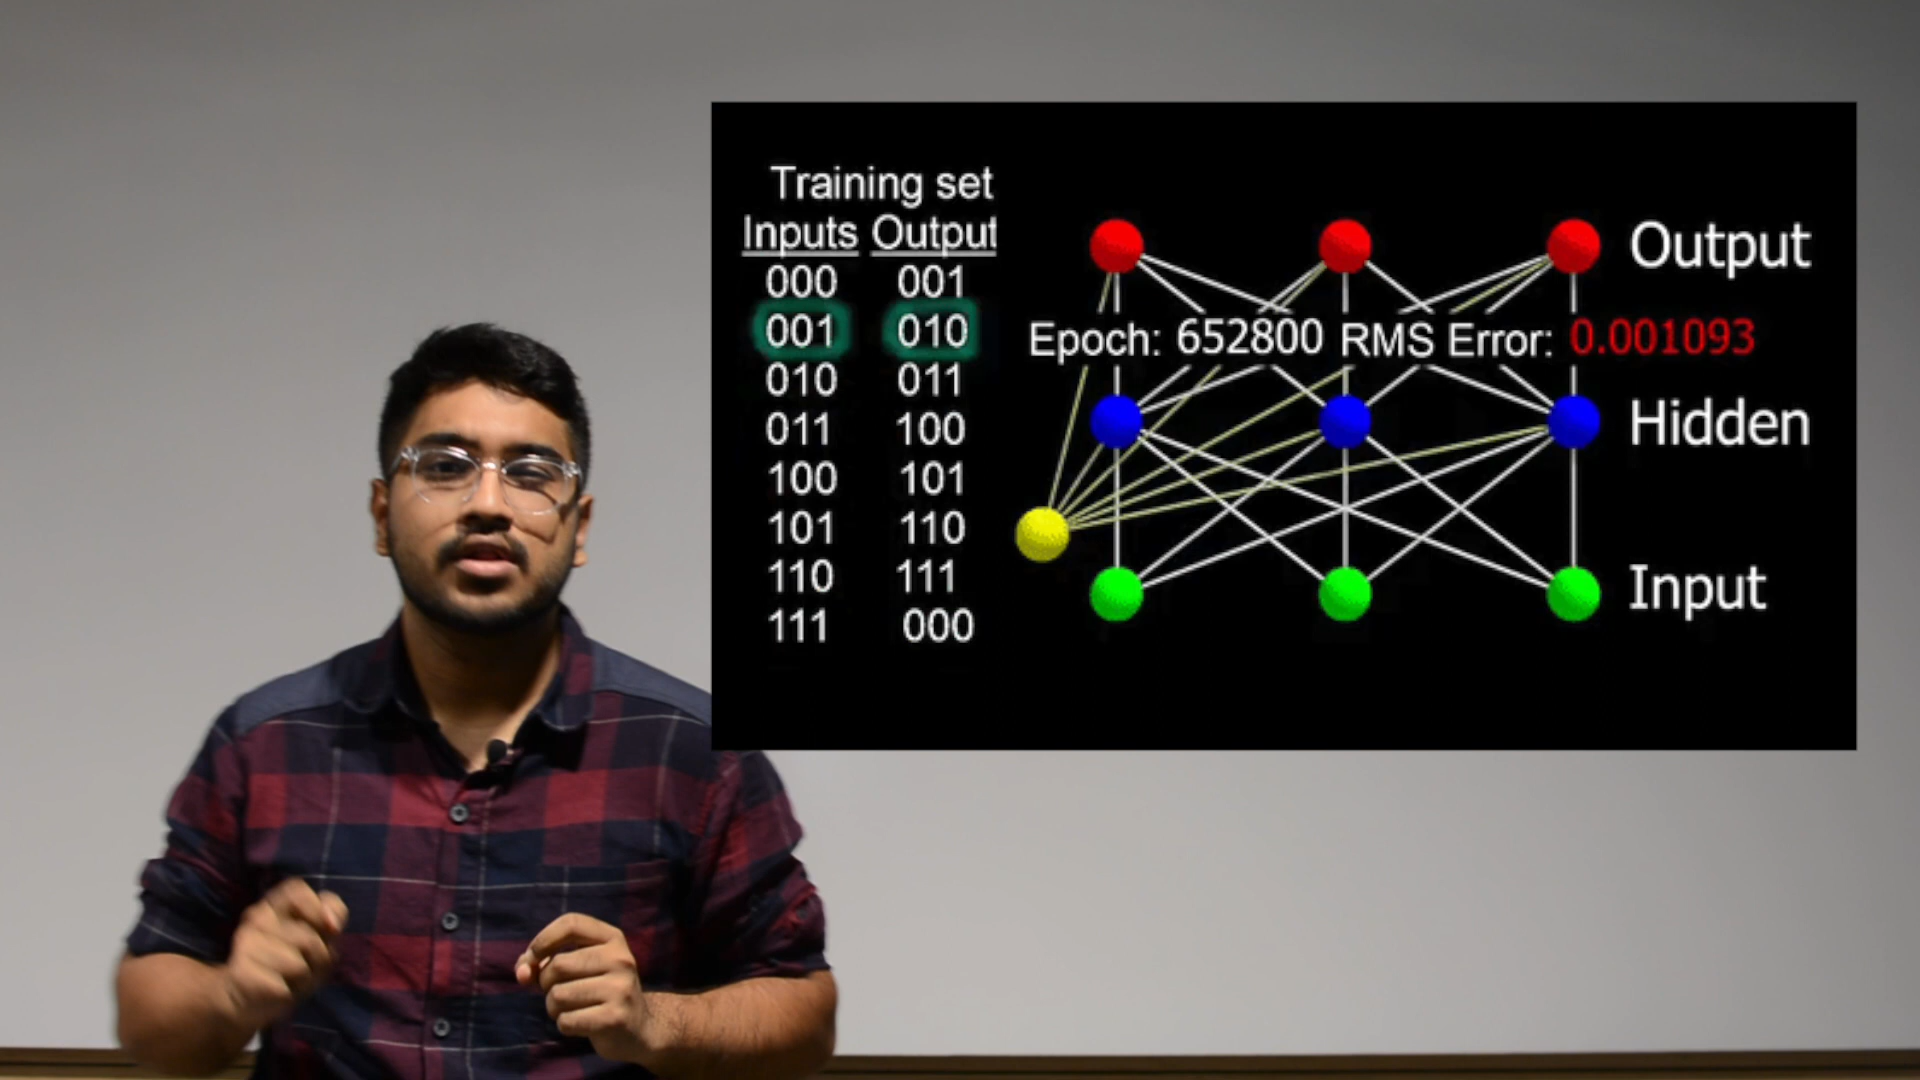 Training set
Inputs Output
000 001
001 010
010 011
011 100
100 101
101 110
110 111
111 000
Output
Epoch: 652800 RMS Error: 0.001093
Hidden
Input